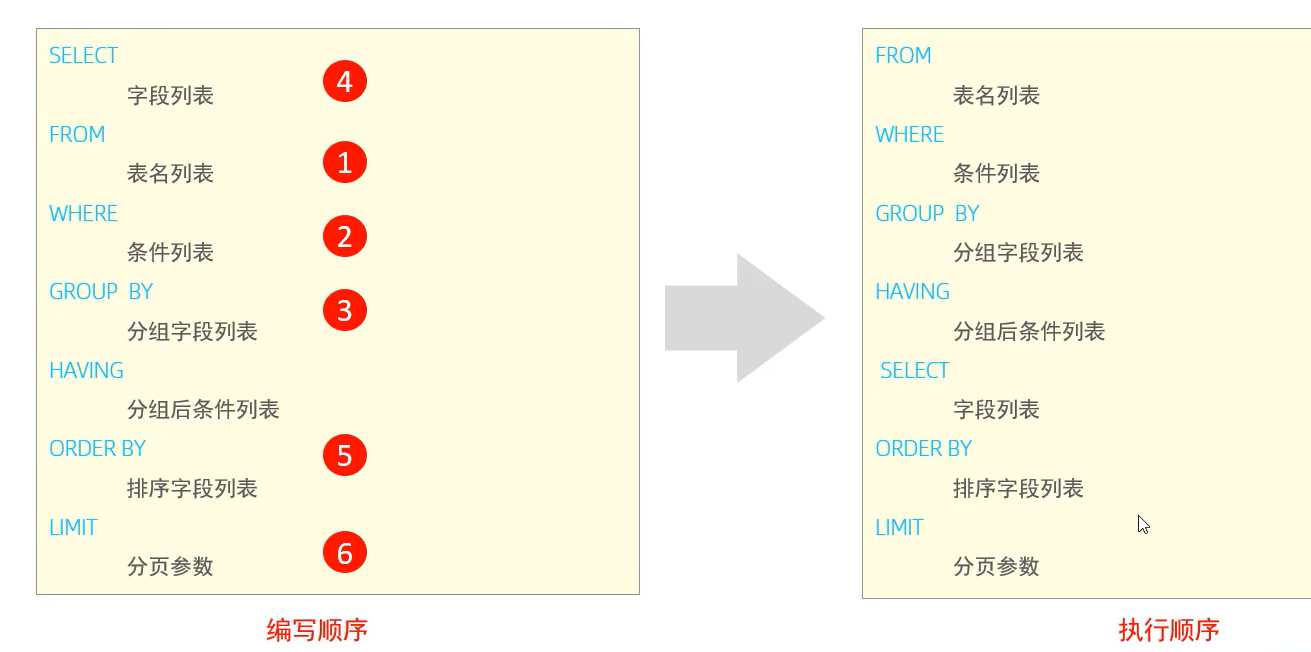 SELECT
字段列表
4
FROM
表名列表
1
WHERE
条件列表
2
GROUP BY
分组字段列表
3
HAVING
分组后条件列表
ORDER BY
排序字段列表
5
LIMIT
分页参数
6
编写顺序
FROM
表名列表
WHERE
条件列表
GROUP BY
分组字段列表
HAVING
分组后条件列表
SELECT
字段列表
ORDER BY
排序字段列表
LIMIT
分页参数
执行顺序